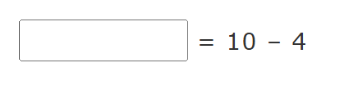 = 10 – 4